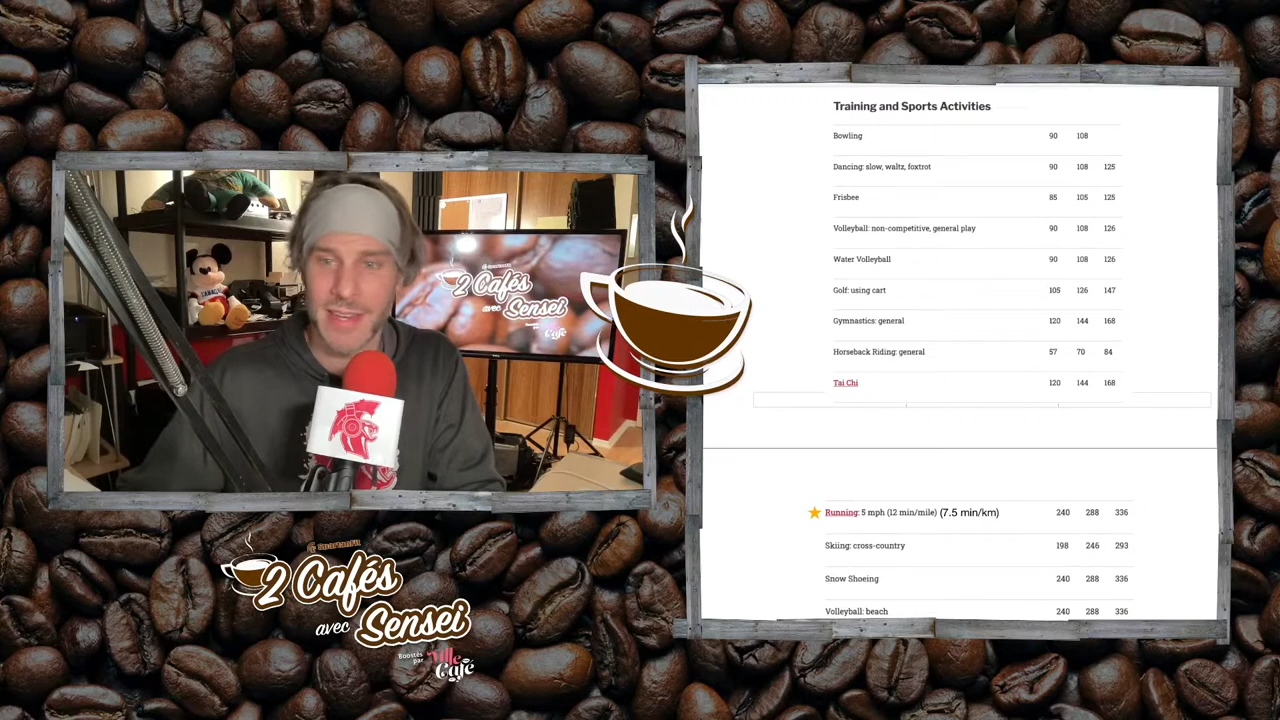 Training and Sports Activities
Bowling 90 108
Dancing: slow, waltz, foxtrot 90 108 125
Frisbee 85 105 125
Volleyball: non-competitive, general play 90 108 126
Water Volleyball 90 108 126
Golf: using cart 105 126 147
Gymnastics: general 120 144 168
Horseback Riding: general 57 70 84
Tai Chi 120 144 168
Running: 5 mph (12 min/mile) (7.5 min/km) 240 288 336
Skiing: cross-country 198 246 293
Snow Shoeing 240 288 336
Volleyball: beach 240 288 336
2 Cafés
avec Sensei
SpartanFit
2 Cafés
avec Sensei
Boostés
par
Café